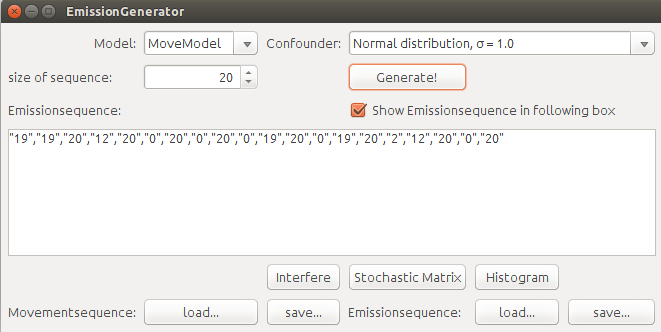 EmissionGenerator
Model: MoveModel Confounder: Normal distribution, σ = 1.0
size of sequence: 20 Generate!
Emissionsequence: Show Emissionsequence in following box
"19","19","20","12","20","0","20","0","20","0","19","20","0","19","20","2","12","20","0","20"
Interfere Stochastic Matrix Histogram
Movementsequence: load... save... Emissionsequence: load... save...